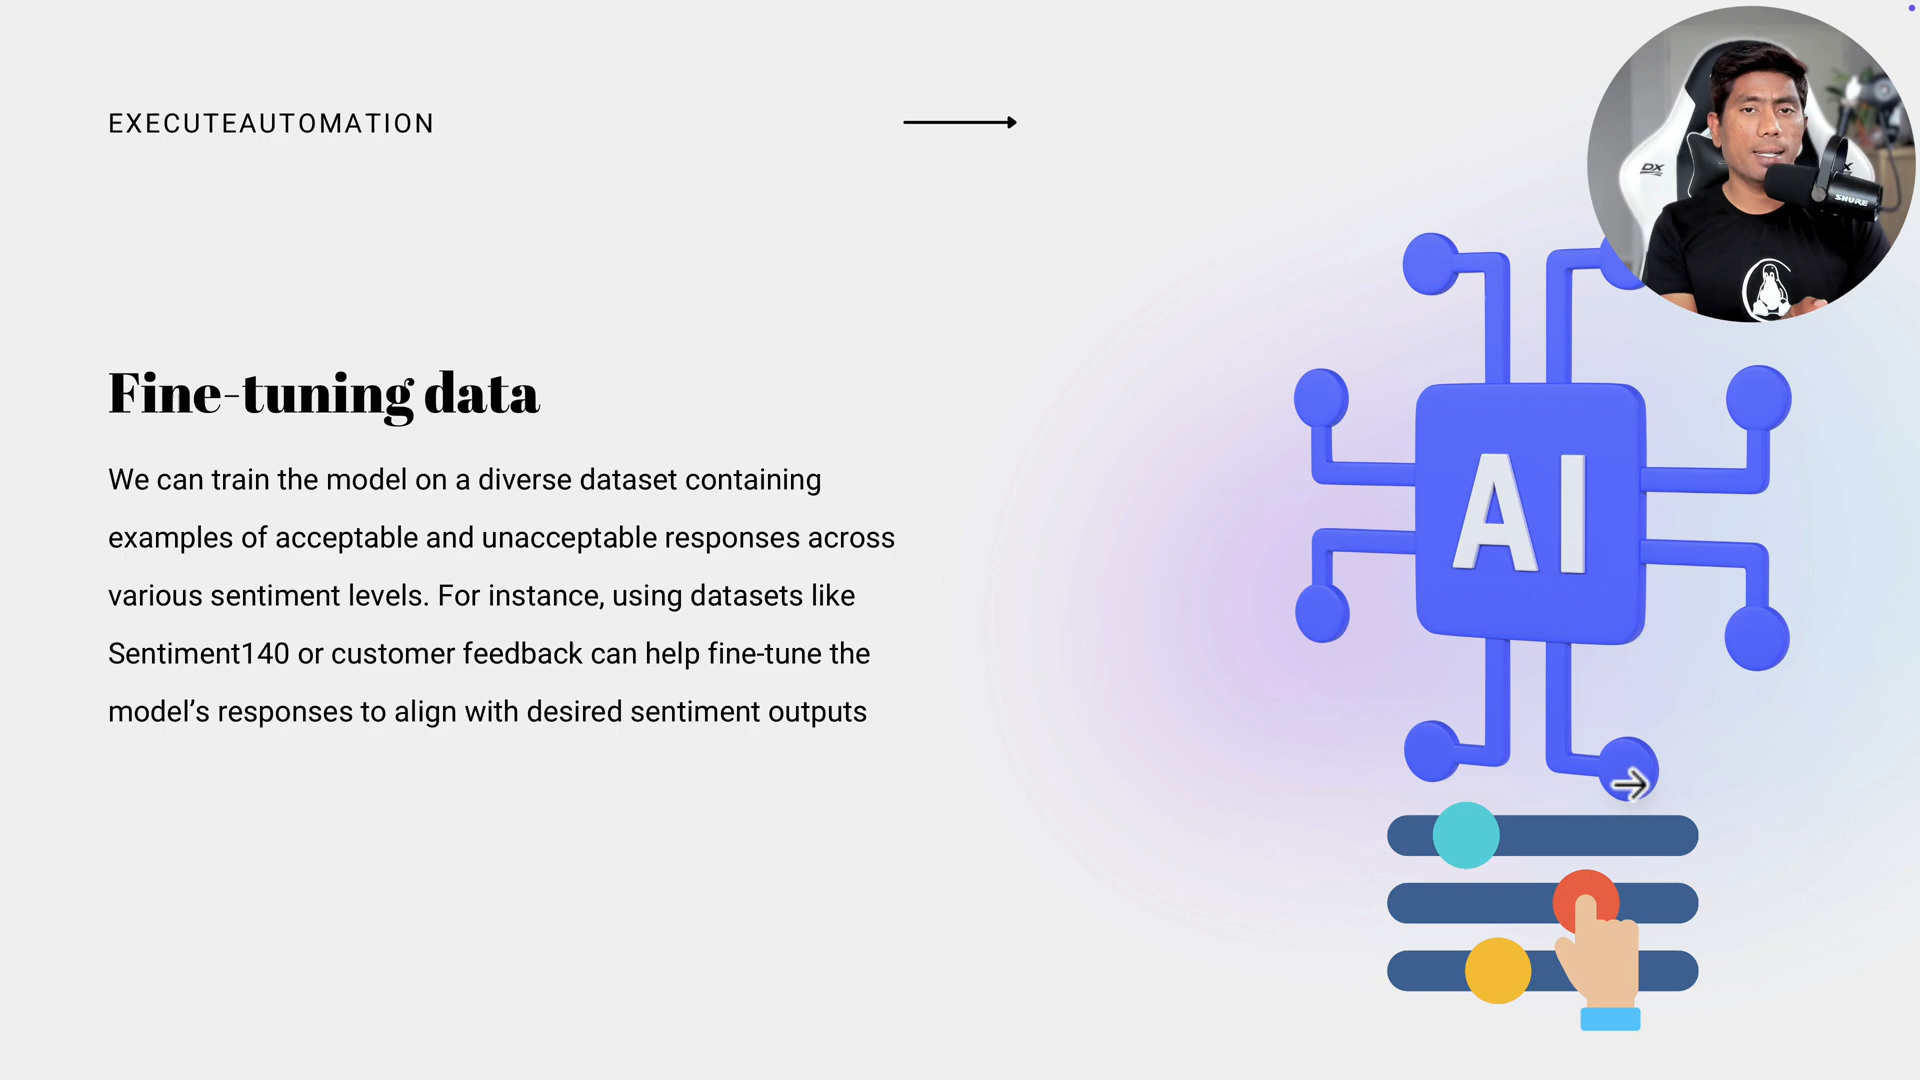 EXECUTEAUTOMATION
DX
X
SHURE
AI
Fine-tuning data
We can train the model on a diverse dataset containing
examples of acceptable and unacceptable responses across
various sentiment levels. For instance, using datasets like
Sentiment140 or customer feedback can help fine-tune the
model’s responses to align with desired sentiment outputs